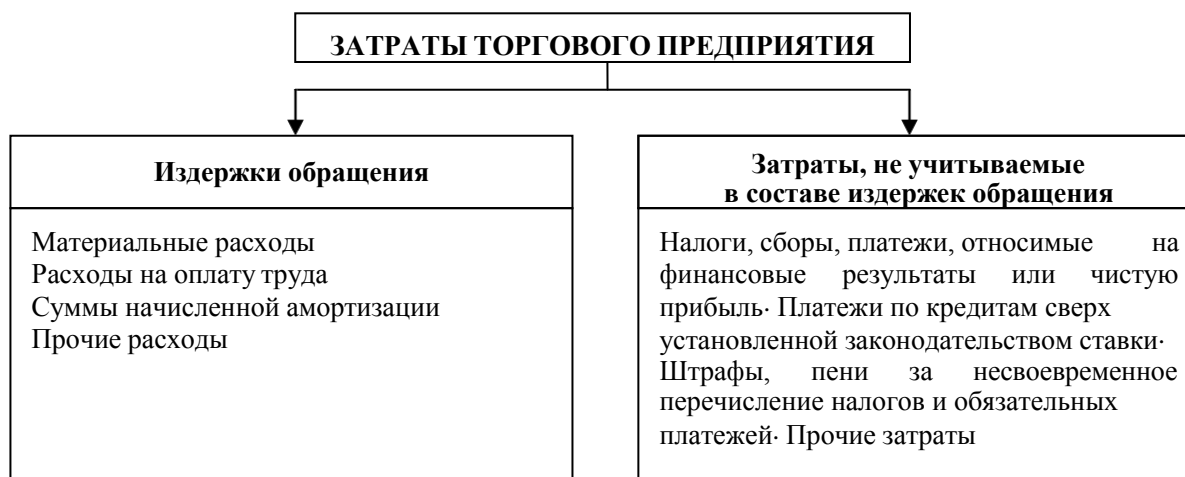 ЗАТРАТЫ ТОРГОВОГО ПРЕДПРИЯТИЯ
Издержки обращения
Материальные расходы
Расходы на оплату труда
Суммы начисленной амортизации
Прочие расходы
Затраты, не учитываемые
в составе издержек обращения
Налоги, сборы, платежи, относимые на
финансовые результаты или чистую
прибыль· Платежи по кредитам сверх
установленной законодательством ставки·
Штрафы, пени за несвоевременное
перечисление налогов и обязательных
платежей· Прочие затраты